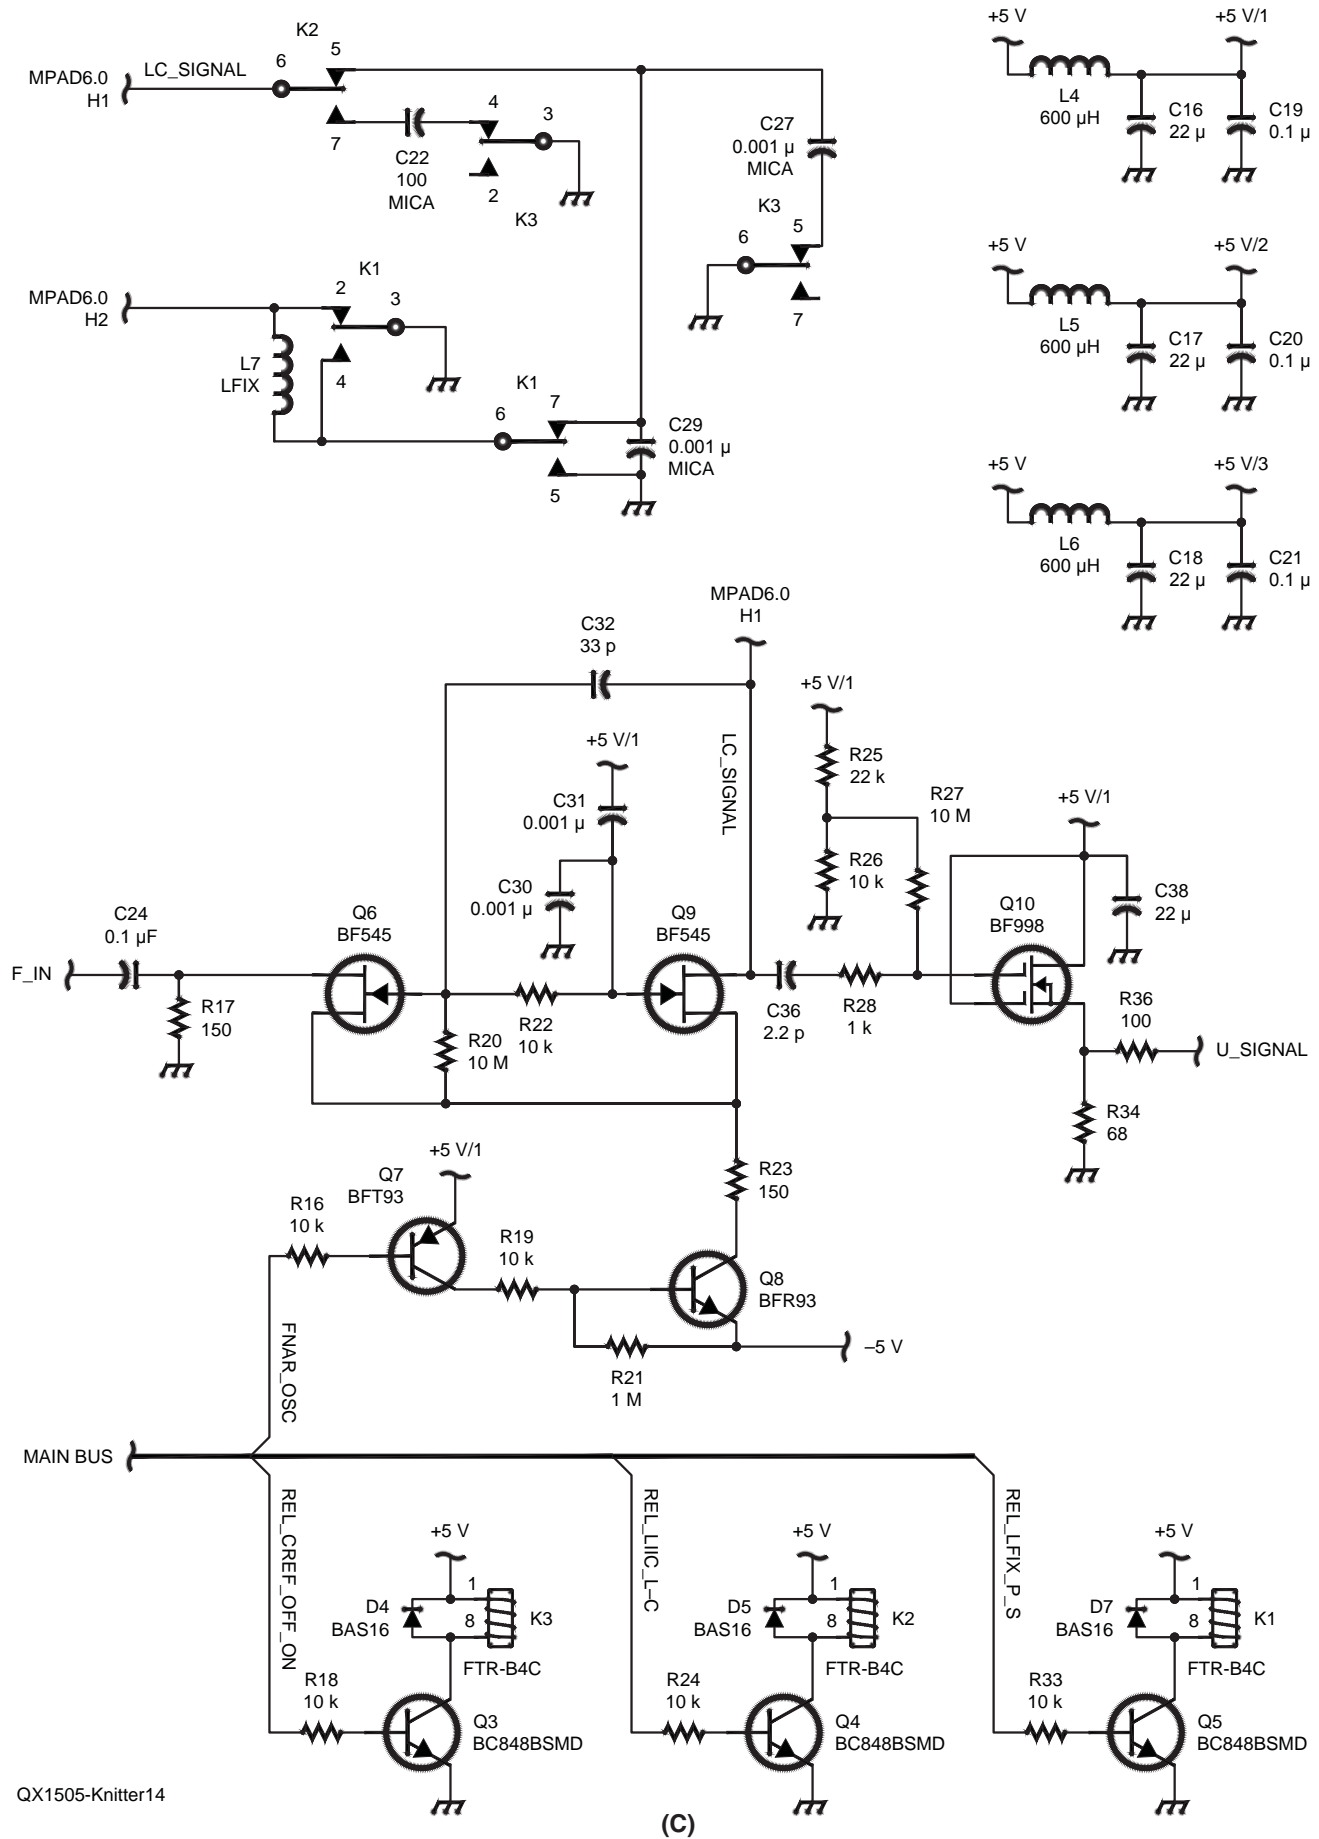 K2
6
5
LC_SIGNAL
MPAD6.0
H1
7
C22
100
MICA
4
3
2
K3
C27
0.001 µ
MICA
K3
6
5
7
+5 V
+5 V/1
L4
600 µH
C16
22 µ
C19
0.1 µ
MPAD6.0
H2
K1
2
3
4
L7
LFIX
K1
6
7
5
C29
0.001 µ
MICA
+5 V
+5 V/2
L5
600 µH
C17
22 µ
C20
0.1 µ
+5 V
+5 V/3
L6
600 µH
C18
22 µ
C21
0.1 µ
MPAD6.0
H1
C32
33 p
LC_SIGNAL
+5 V/1
C31
0.001 µ
C30
0.001 µ
+5 V/1
R25
22 k
R26
10 k
R27
10 M
+5 V/1
C38
22 µ
F_IN
C24
0.1 µF
R17
150
Q6
BF545
R20
10 M
R22
10 k
Q9
BF545
C36
2.2 p
R28
1 k
Q10
BF998
R36
100
U_SIGNAL
R34
68
R23
150
+5 V/1
Q7
BFT93
R16
10 k
R19
10 k
Q8
BFR93
R21
1 M
–5 V
FNAR_OSC
MAIN BUS
REL_CREF_OFF_ON
+5 V
D4
BAS16
1
8
K3
FTR-B4C
R18
10 k
Q3
BC848BSMD
REL_LIIC_L–C
+5 V
D5
BAS16
1
8
K2
FTR-B4C
R24
10 k
Q4
BC848BSMD
REL_LFIX_P_S
+5 V
D7
BAS16
1
8
K1
FTR-B4C
R33
10 k
Q5
BC848BSMD
QX1505-Knitter14
(C)